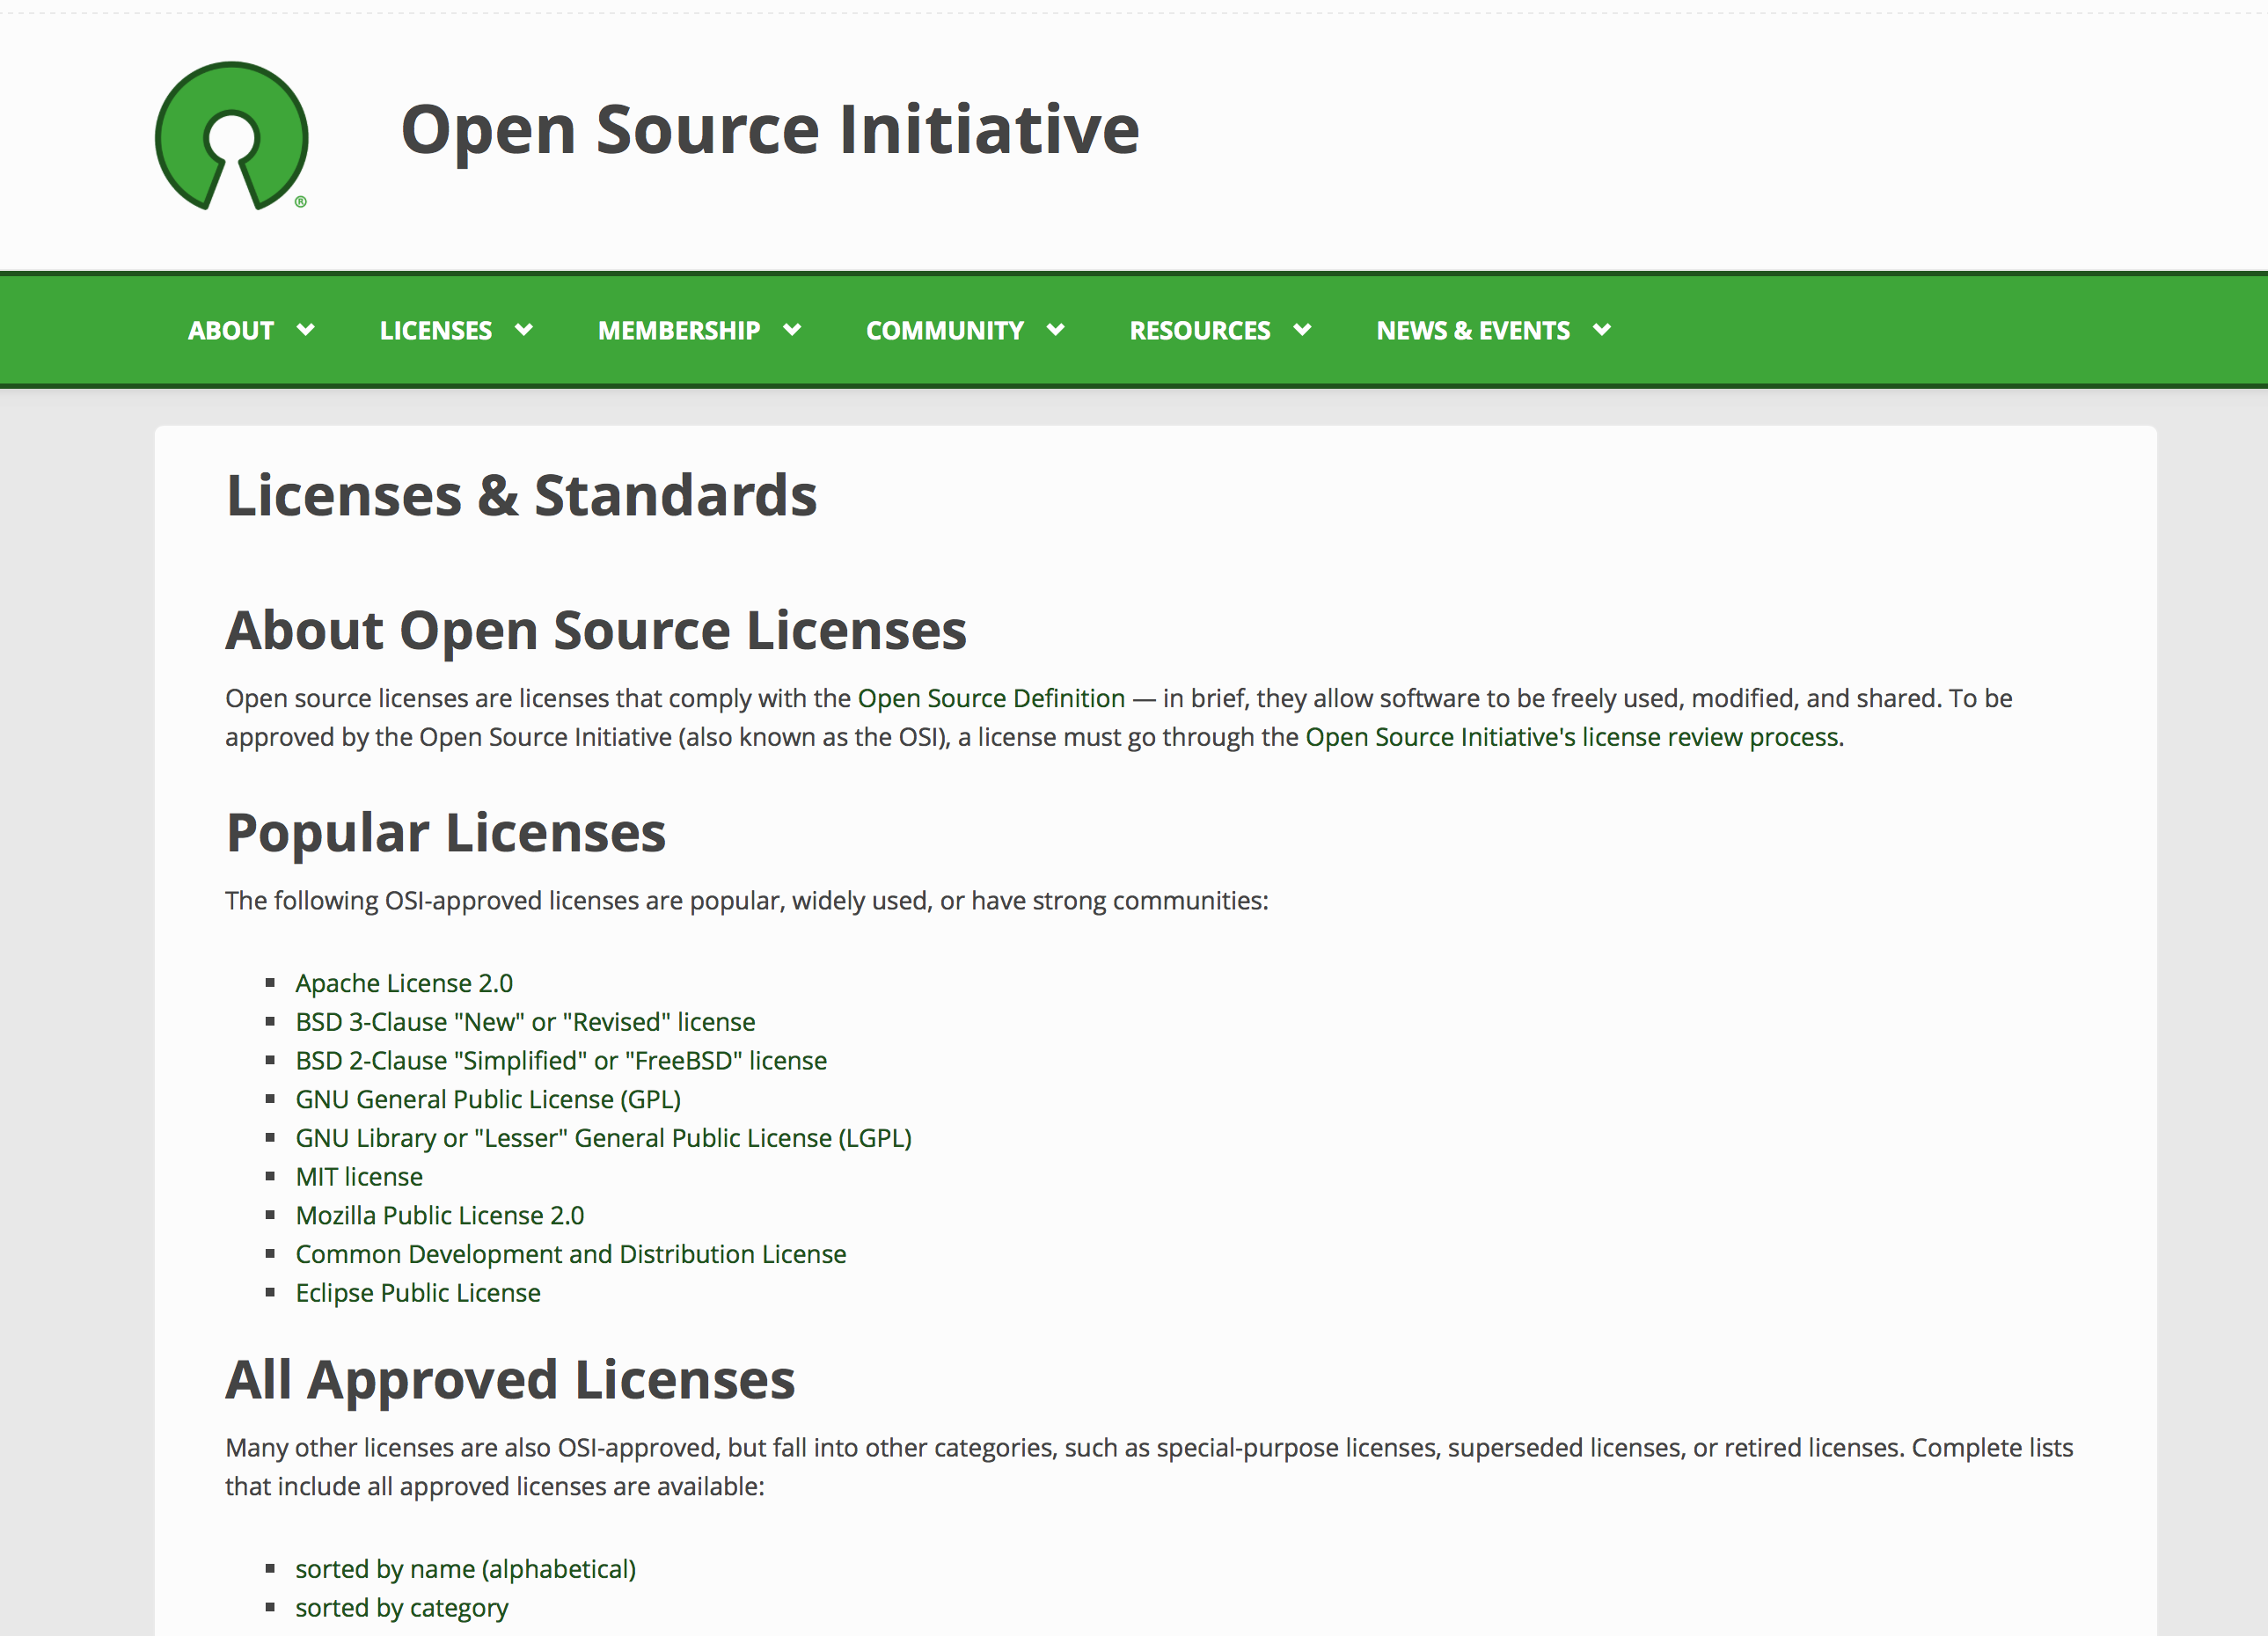 ®
Open Source Initiative
ABOUT LICENSES MEMBERSHIP COMMUNITY RESOURCES NEWS & EVENTS
Licenses & Standards
About Open Source Licenses
Open source licenses are licenses that comply with the Open Source Definition — in brief, they allow software to be freely used, modified, and shared. To be
approved by the Open Source Initiative (also known as the OSI), a license must go through the Open Source Initiative's license review process.
Popular Licenses
The following OSI-approved licenses are popular, widely used, or have strong communities:
Apache License 2.0
BSD 3-Clause "New" or "Revised" license
BSD 2-Clause "Simplified" or "FreeBSD" license
GNU General Public License (GPL)
GNU Library or "Lesser" General Public License (LGPL)
MIT license
Mozilla Public License 2.0
Common Development and Distribution License
Eclipse Public License
All Approved Licenses
Many other licenses are also OSI-approved, but fall into other categories, such as special-purpose licenses, superseded licenses, or retired licenses. Complete lists
that include all approved licenses are available:
sorted by name (alphabetical)
sorted by category